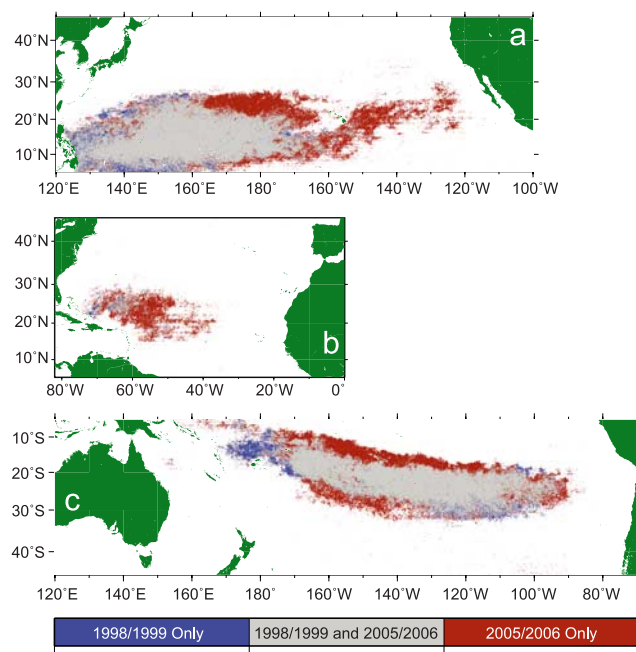 a
40˚N
30˚N
20˚N
10˚N
120˚E 140˚E 160˚E 180˚ 160˚W 140˚W 120˚W 100˚W
40˚N
30˚N
20˚N
10˚N
b
80˚W 60˚W 40˚W 20˚W 0˚
10˚S
20˚S
c
30˚S
40˚S
120˚E 140˚E 160˚E 180˚ 160˚W 140˚W 120˚W 100˚W 80˚W
1998/1999 Only 1998/1999 and 2005/2006 2005/2006 Only